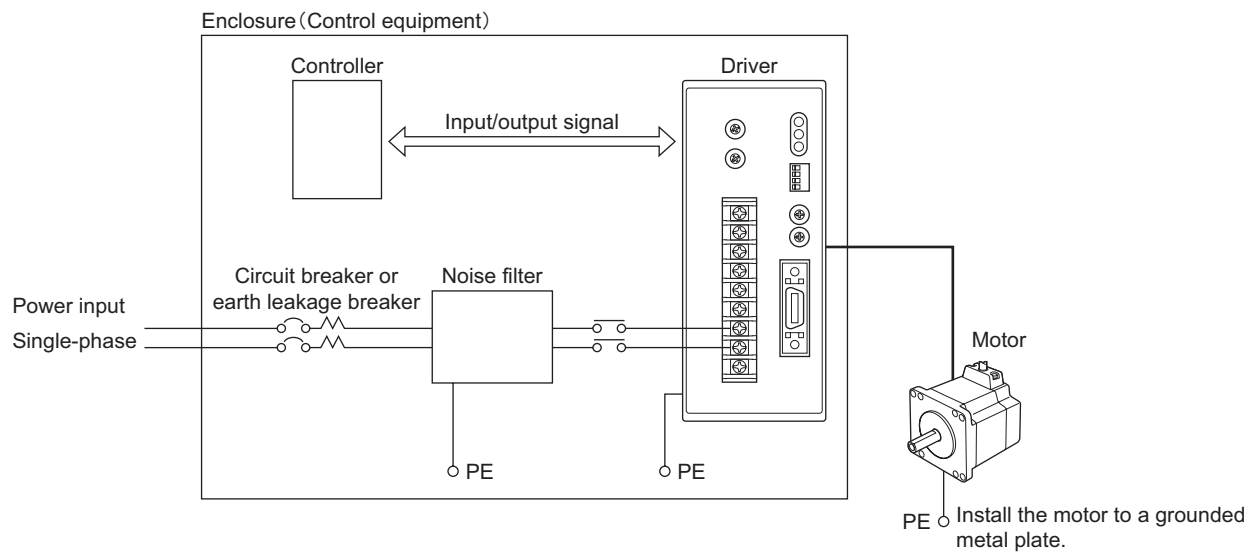 Enclosure（Control equipment）
Controller
Driver
Input/output signal
Circuit breaker or
earth leakage breaker
Noise filter
Power input
Single-phase
Motor
PE
PE
PE
Install the motor to a grounded
metal plate.